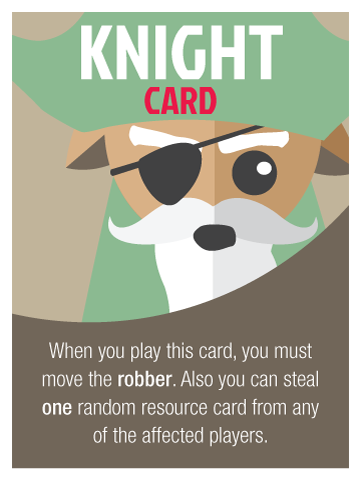 KNIGHT
CARD
When you play this card, you must
move the robber. Also you can steal
one random resource card from any
of the affected players.